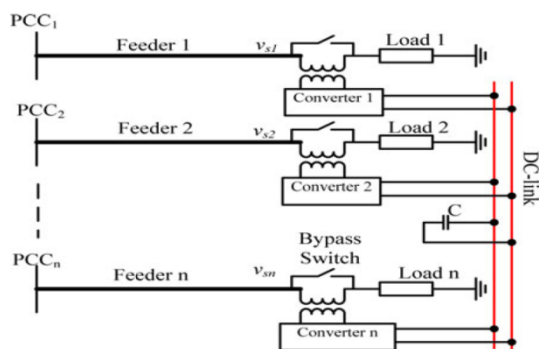 PCC1
Feeder 1
vs1
Load 1
Converter 1
PCC2
Feeder 2
vs2
Load 2
Converter 2
DC-link
C
Bypass
Switch
PCCn
Feeder n
vsn
Load n
Converter n